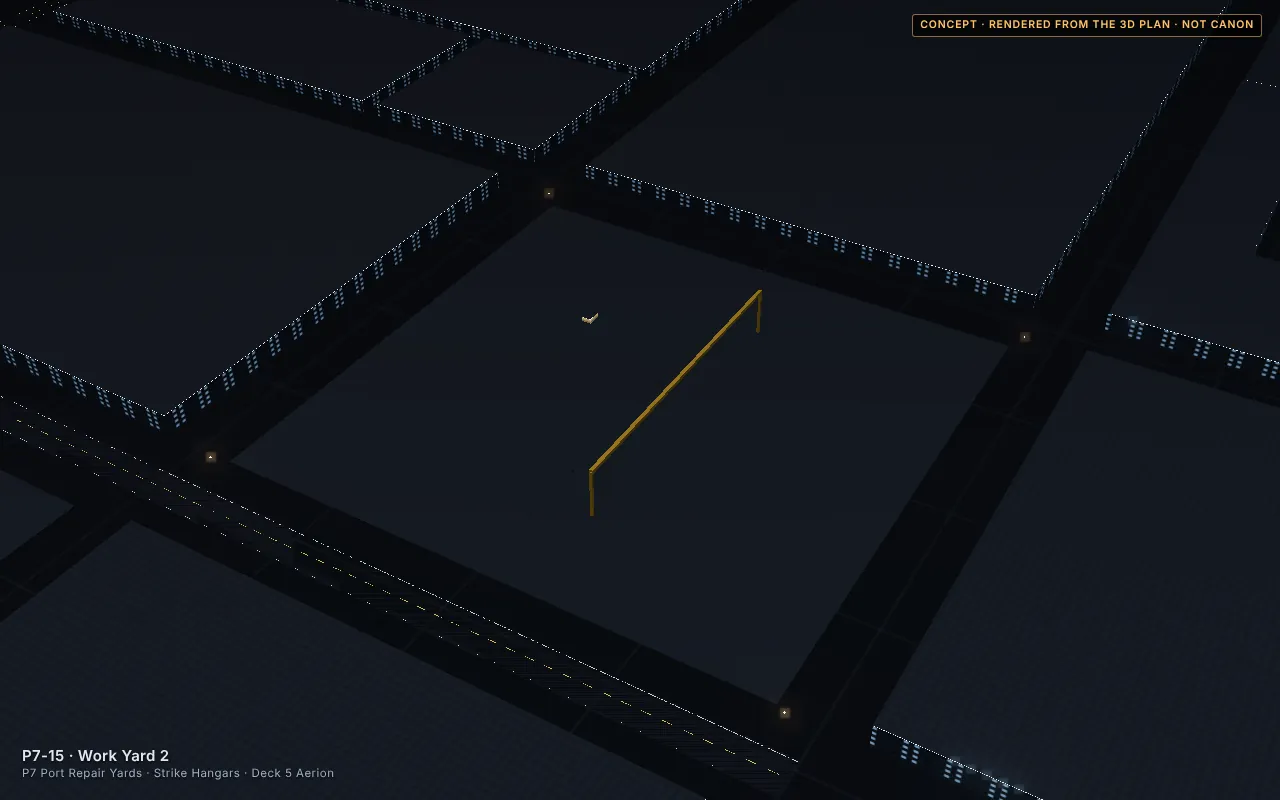 CONCEPT · RENDERED FROM THE 3D PLAN · NOT CANON
P7-15 · Work Yard 2
P7 Port Repair Yards · Strike Hangars · Deck 5 Aerion